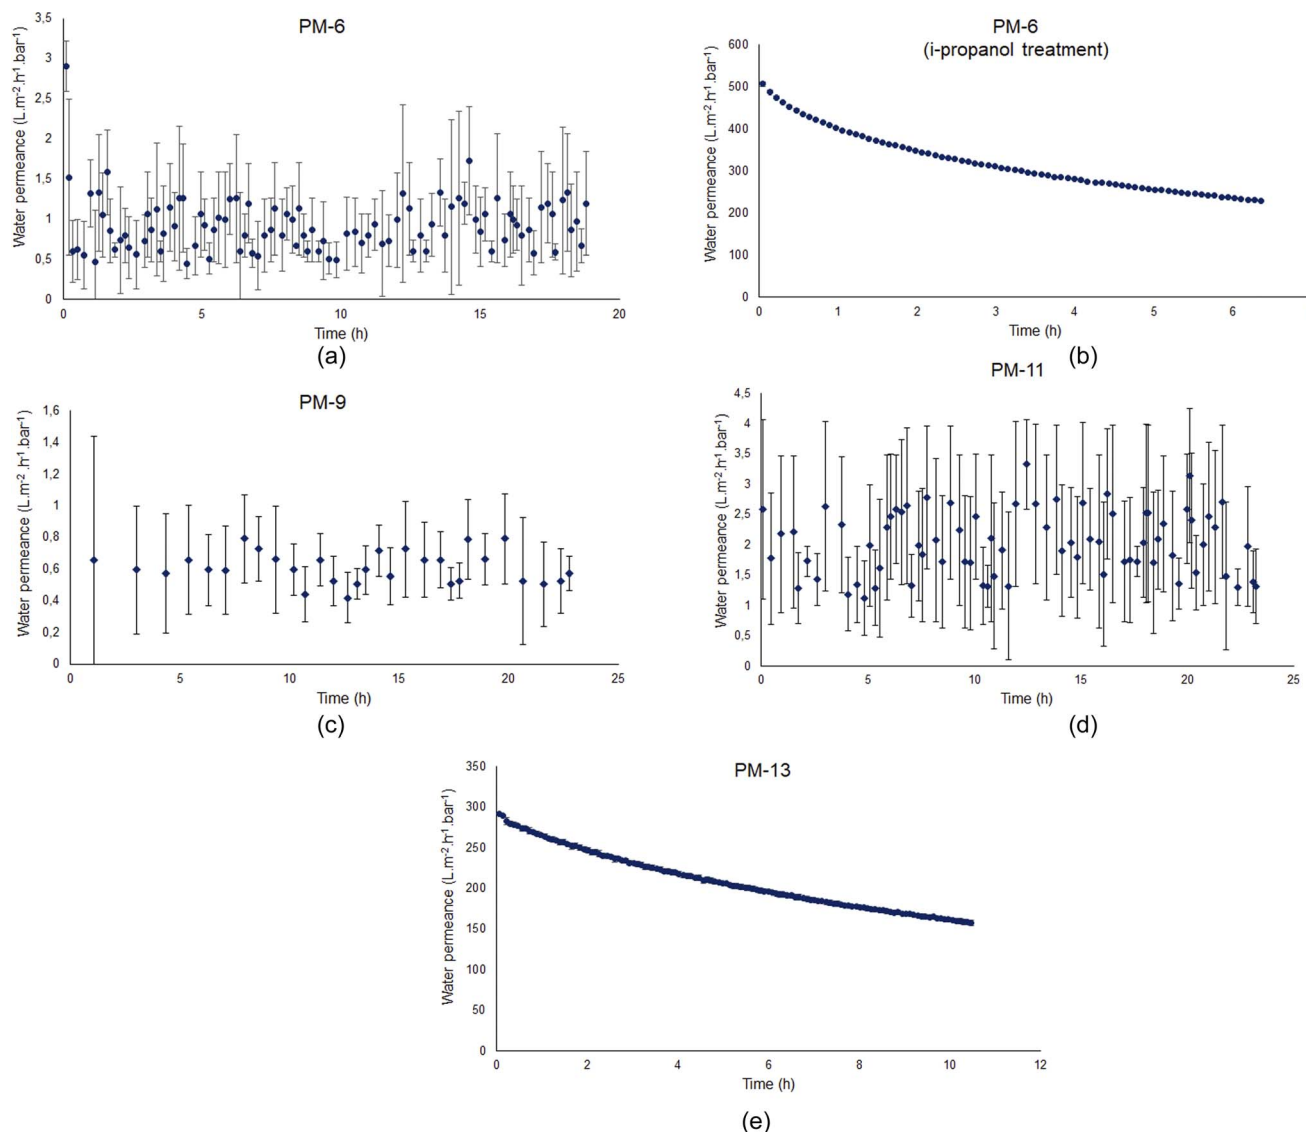 PM-6
Water permeance (L.m-2.h-1.bar-1)
3,5
3
2,5
2
1,5
1
0,5
0
0 5 10 15 20
Time (h)
(a)
PM-6
(i-propanol treatment)
Water permeance (L.m-2.h-1.bar-1)
600
500
400
300
200
100
0
0 1 2 3 4 5 6
Time (h)
(b)
PM-9
Water permeance (L.m-2.h-1.bar-1)
1,6
1,4
1,2
1
0,8
0,6
0,4
0,2
0
0 5 10 15 20 25
Time (h)
(c)
PM-11
Water permeance (L.m-2.h-1.bar-1)
4,5
4
3,5
3
2,5
2
1,5
1
0,5
0
0 5 10 15 20 25
Time (h)
(d)
PM-13
Water permeance (L.m-2.h-1.bar-1)
350
300
250
200
150
100
50
0
0 2 4 6 8 10 12
Time (h)
(e)